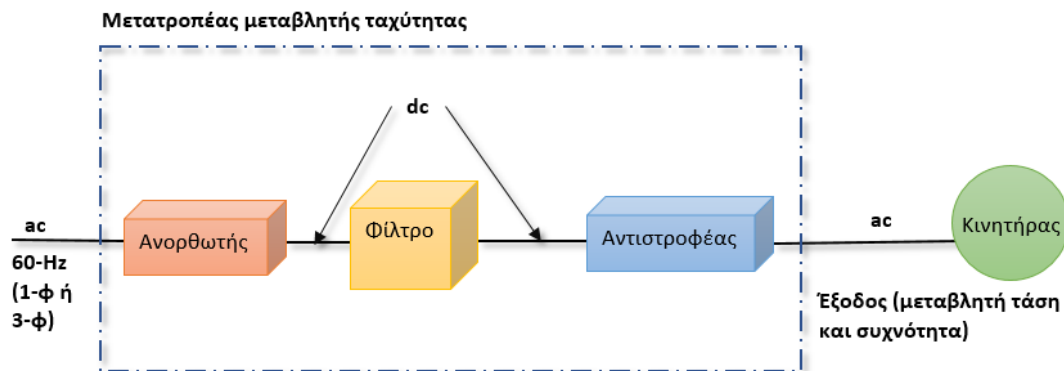 Μετατροπέας μεταβλητής ταχύτητας
dc
ac
60-Hz
(1-φ ή
3-φ)
Ανορθωτής
Φίλτρο
Αντιστροφέας
ac
Κινητήρας
Έξοδος (μεταβλητή τάση
και συχνότητα)